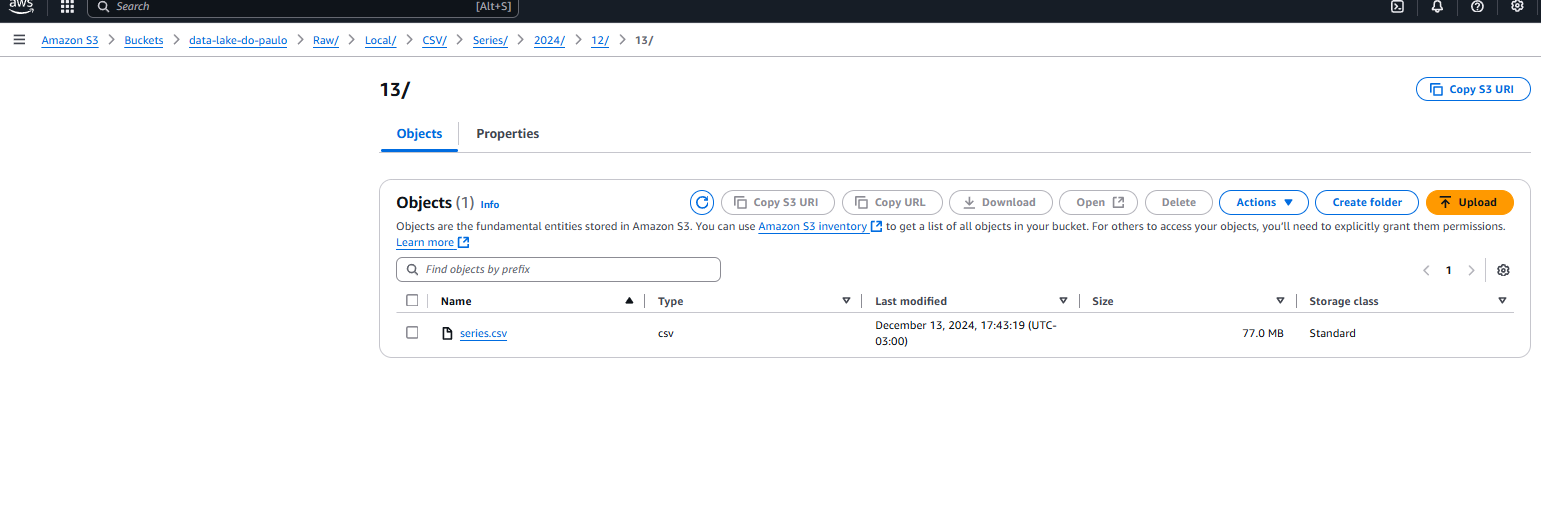 aws Search [Alt+S]
Amazon S3 Buckets data-lake-do-paulo Raw/ Local/ CSV/ Series/ 2024/ 12/ 13/
13/
Copy S3 URI
Objects Properties
Objects (1) Info
Copy S3 URI Copy URL Download Open Delete Actions Create folder Upload
Objects are the fundamental entities stored in Amazon S3. You can use Amazon S3 inventory to get a list of all objects in your bucket. For others to access your objects, you'll need to explicitly grant them permissions.
Learn more
Find objects by prefix
1
Name Type Last modified Size Storage class
series.csv csv December 13, 2024, 17:43:19 (UTC-
03:00) 77.0 MB Standard